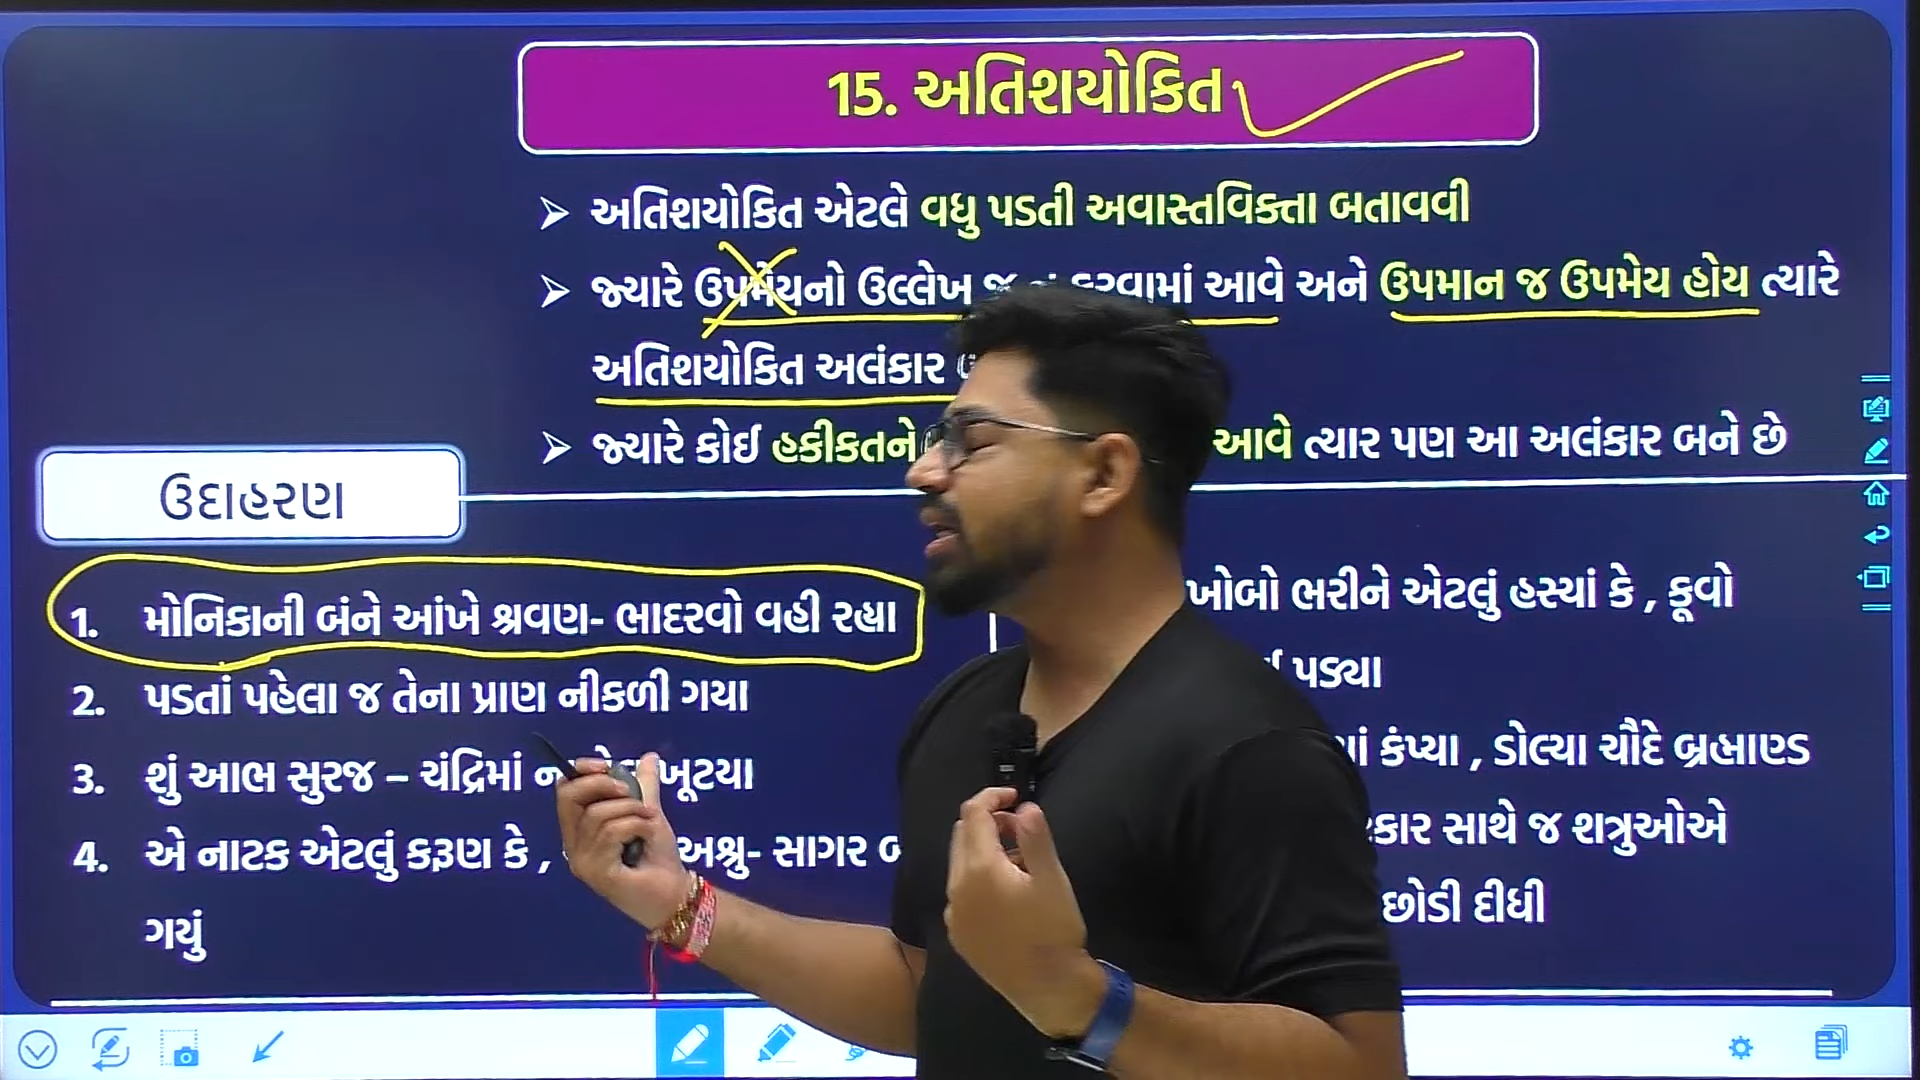 15. અતિશયોકિત
➢ અતિશયોકિત એટલે વધુ પડતી અવાસ્તવિક્તા બતાવવી
➢ જ્યારે ઉપમેયનો ઉલ્લેખ જ કરવામાં આવે અને ઉપમાન જ ઉપમેય હોય ત્યારે
અતિશયોકિત અલંકાર
➢ જ્યારે કોઈ હકીકતને આવે ત્યાર પણ આ અલંકાર બને છે
ઉદાહરણ
1. મોનિકાની બંને આંખે શ્રવણ- ભાદરવો વહી રહ્યા
2. પડતાં પહેલા જ તેના પ્રાણ નીકળી ગયા
3. શું આભ સુરજ – ચંદ્રિમાં ખૂટયા
4. એ નાટક એટલું કરૂણ કે , અશ્રુ- સાગર
ગયું
ખોબો ભરીને એટલું હસ્યાં કે , કૂવો
પડ્યા
કંપ્યા , ડોલ્યા ચૌદે બ્રહ્માણ્ડ
સાથે જ શત્રુઓએ
છોડી દીધી